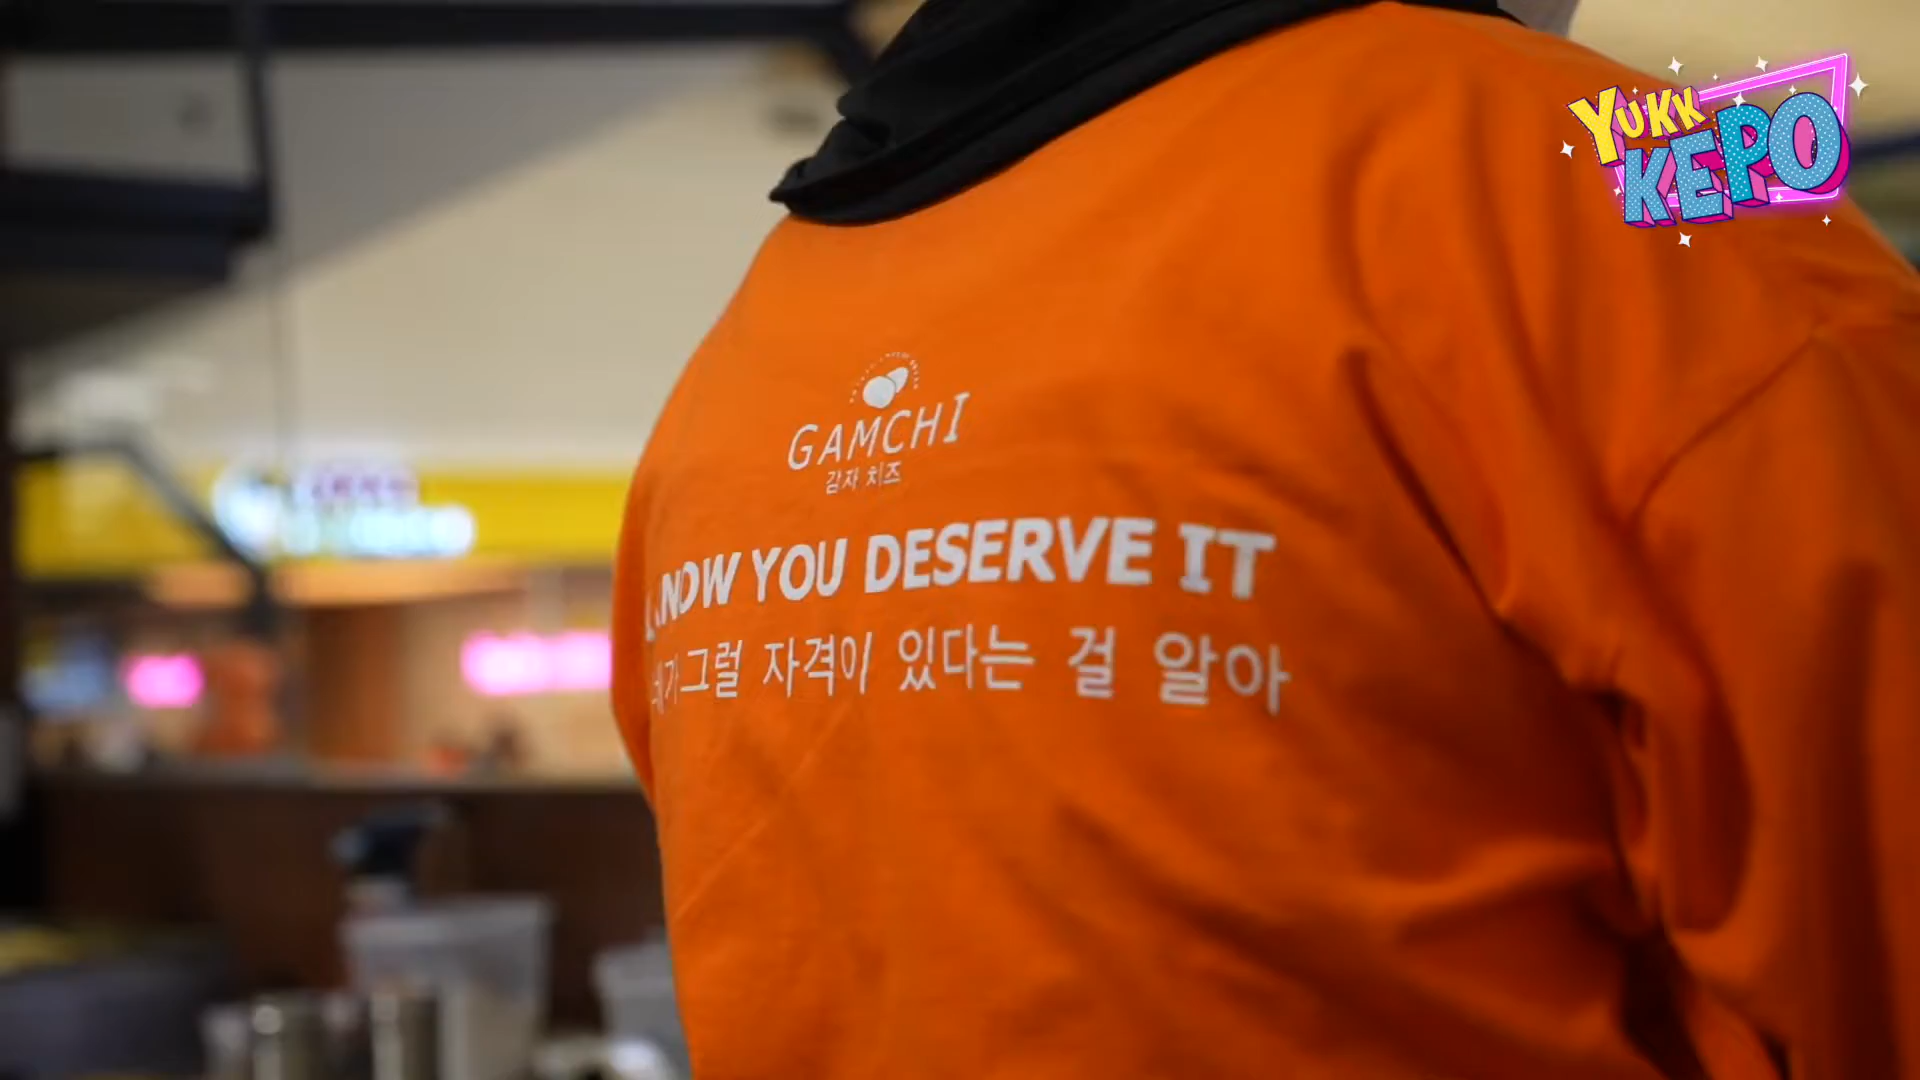 YUKK
KEPO
GAMCHI
감자 치즈
YOU DESERVE IT
그럴 자격이 있다는 걸 알아